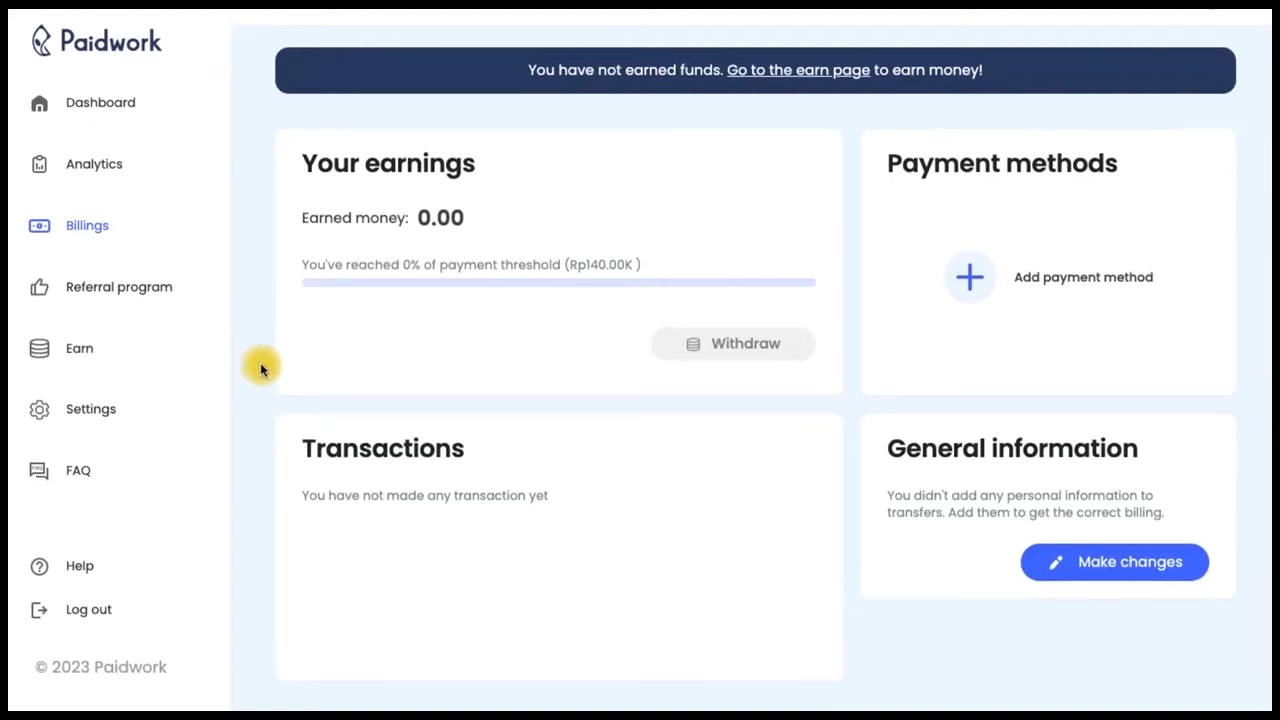 Paidwork
Dashboard
Analytics
Billings
Referral program
Earn
Settings
FAQ
Help
Log out
© 2023 Paidwork
You have not earned funds. Go to the earn page to earn money!
Your earnings
Earned money: 0.00
You've reached 0% of payment threshold (Rp140.00K )
Withdraw
Payment methods
Add payment method
Transactions
You have not made any transaction yet
General information
You didn't add any personal information to
transfers. Add them to get the correct billing.
Make changes